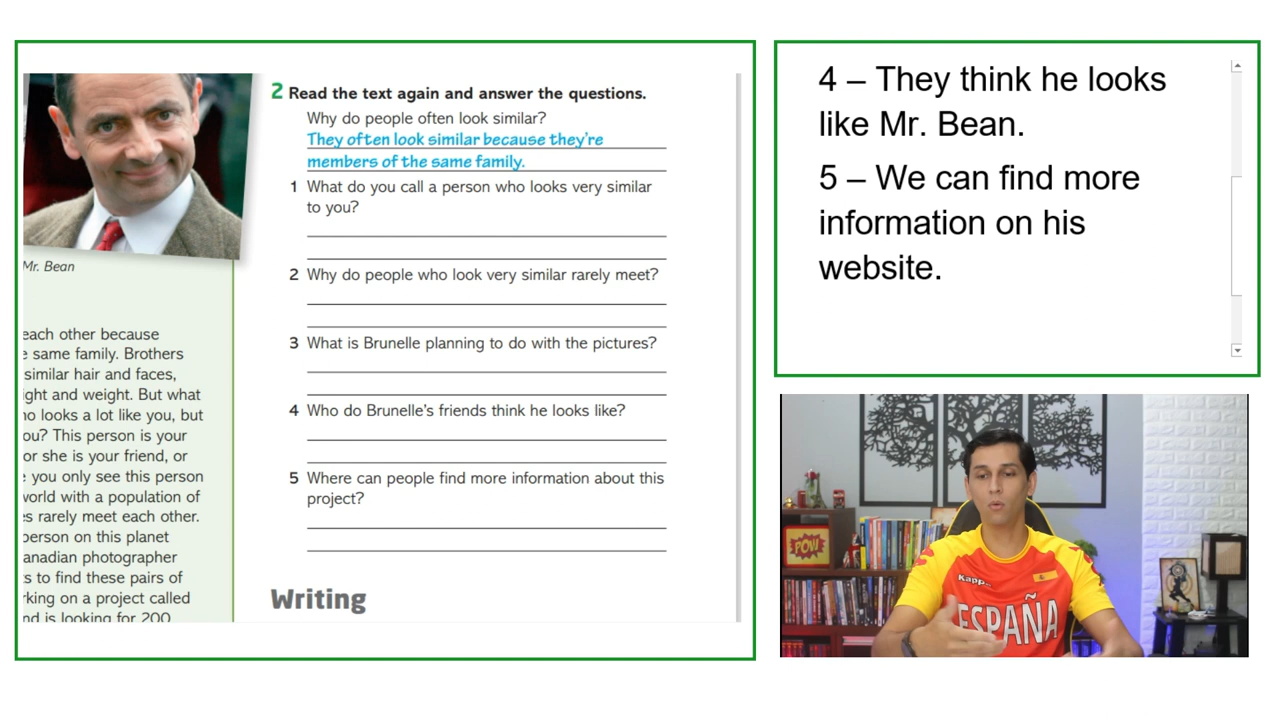 2 Read the text again and answer the questions.
Why do people often look similar?
They often look similar because they're
members of the same family.
1 What do you call a person who looks very similar
to you?
2 Why do people who look very similar rarely meet?
3 What is Brunelle planning to do with the pictures?
4 Who do Brunelle's friends think he looks like?
5 Where can people find more information about this
project?
Writing
Mr. Bean
each other because
same family. Brothers
similar hair and faces,
ight and weight. But what
looks a lot like you, but
ou? This person is your
or she is your friend, or
you only see this person
world with a population of
rarely meet each other.
person on this planet
anadian photographer
to find these pairs of
rking on a project called
is looking for 200
4 – They think he looks
like Mr. Bean.
5 – We can find more
information on his
website.
POW
Kappa
ESPAÑA